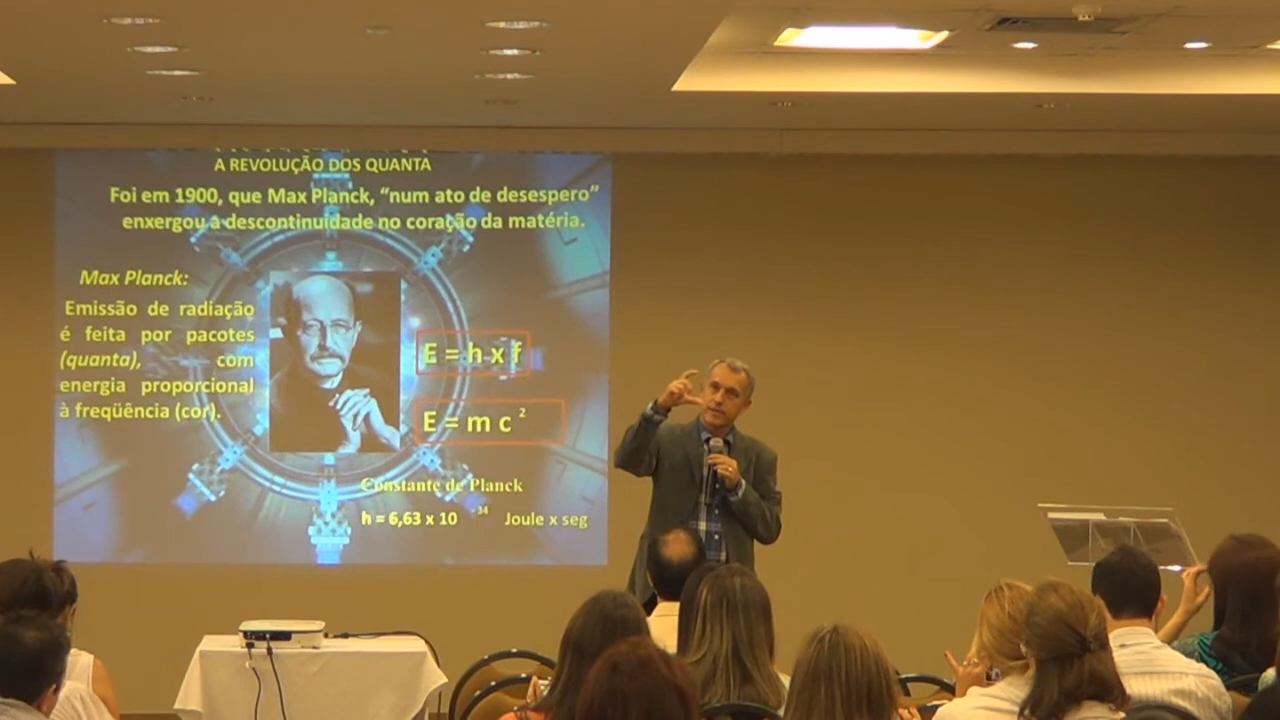 A REVOLUÇÃO DOS QUANTA
Foi em 1900, que Max Planck, “num ato de desespero”
enxergou a descontinuidade no coração da matéria.
Max Planck:
Emissão de radiação
é feita por pacotes
(quanta), com
energia proporcional
à freqüência (cor).
E = h x f
E = m c ²
Constante de Planck
h = 6,63 x 10 ⁻³⁴ Joule x seg